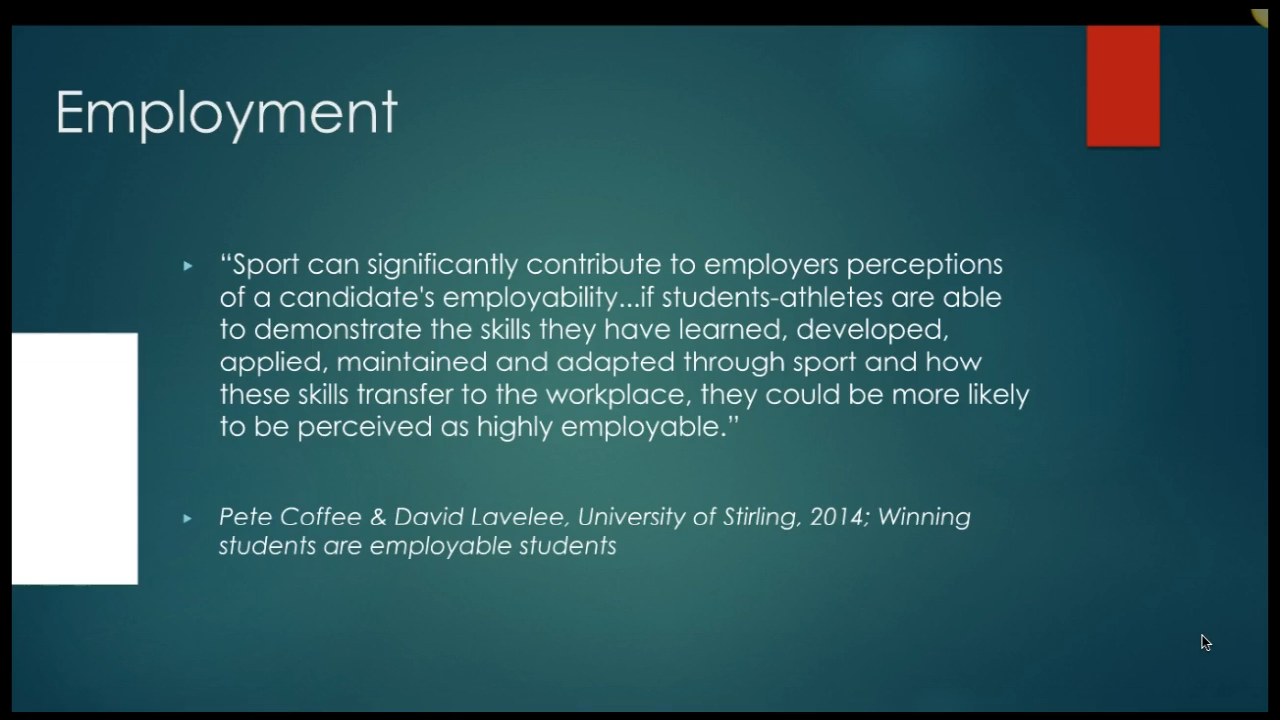 Employment
“Sport can significantly contribute to employers perceptions
of a candidate's employability...if students-athletes are able
to demonstrate the skills they have learned, developed,
applied, maintained and adapted through sport and how
these skills transfer to the workplace, they could be more likely
to be perceived as highly employable.”
Pete Coffee & David Lavelee, University of Stirling, 2014; Winning
students are employable students